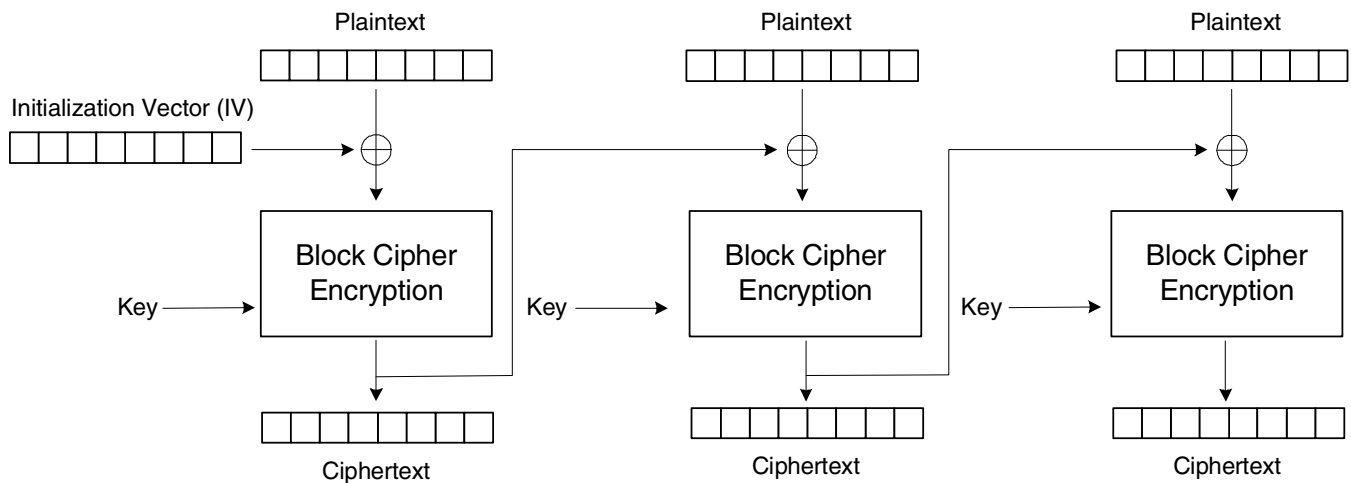 Plaintext
Plaintext
Plaintext
Initialization Vector (IV)
Block Cipher
Encryption
Block Cipher
Encryption
Block Cipher
Encryption
Key
Key
Key
Ciphertext
Ciphertext
Ciphertext